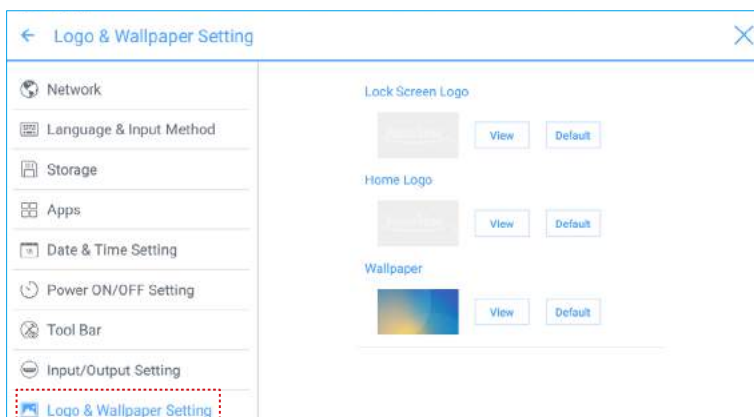 Logo & Wallpaper Setting
Network
Language & Input Method
Storage
Apps
Date & Time Setting
Power ON/OFF Setting
Tool Bar
Input/Output Setting
Logo & Wallpaper Setting
Lock Screen Logo
View Default
Home Logo
View Default
Wallpaper
View Default